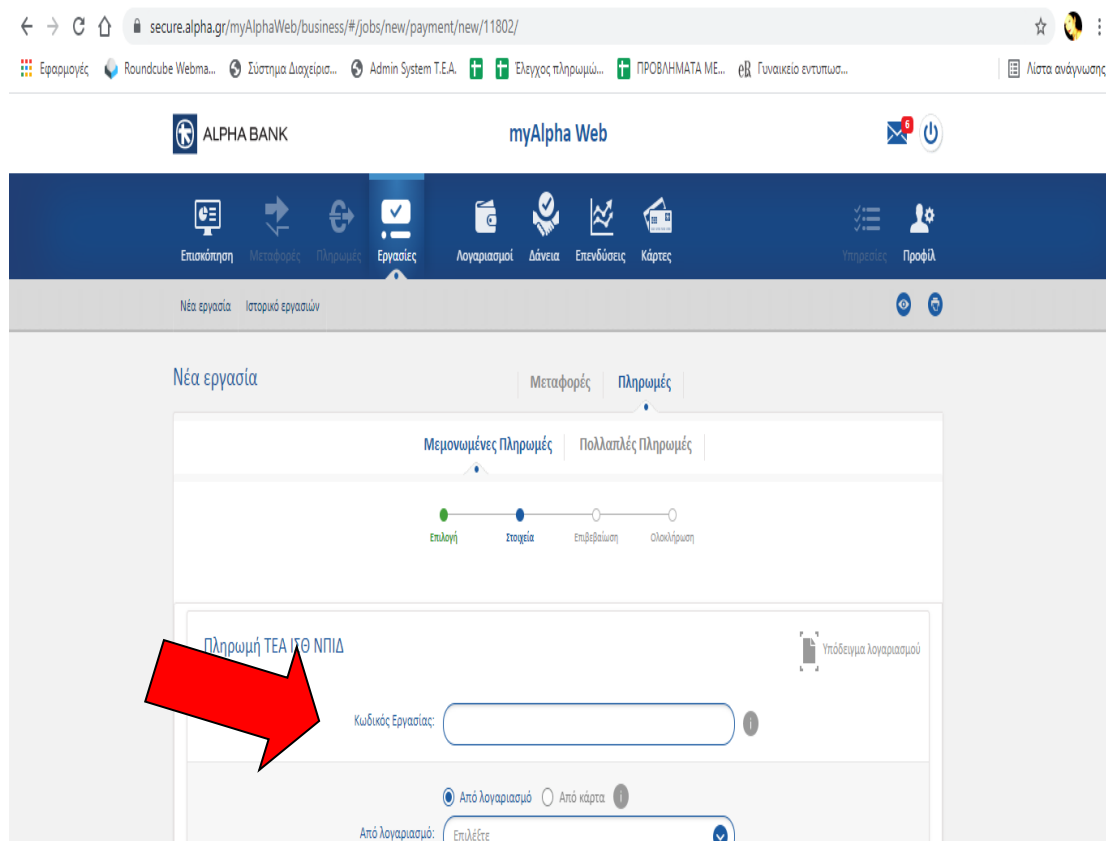 secure.alpha.gr/myAlphaWeb/business/#/jobs/new/payment/new/11802/
Εφαρμογές Roundcube Webma... Σύστημα Διαχείρισ... Admin System T.E.A. Έλεγχος πληρωμώ... ΠΡΟΒΛΗΜΑΤΑ ΜΕ... eR Γυναικείο εντυπωσ... Λίστα ανάγνωσης
ALPHA BANK myAlpha Web 6
Επισκόπηση Μεταφορές Πληρωμές Εργασίες Λογαριασμοί Δάνεια Επενδύσεις Κάρτες Υπηρεσίες Προφίλ
Νέα εργασία Ιστορικό εργασιών
Νέα εργασία Μεταφορές Πληρωμές
Μεμονωμένες Πληρωμές Πολλαπλές Πληρωμές
Επιλογή Στοιχεία Επιβεβαίωση Ολοκλήρωση
Πληρωμή ΤΕΑ ΙΣΘ ΝΠΙΔ Υπόδειγμα λογαριασμού
Κωδικός Εργασίας: i
Από λογαριασμό Από κάρτα i
Από λογαριασμό: Επιλέξτε